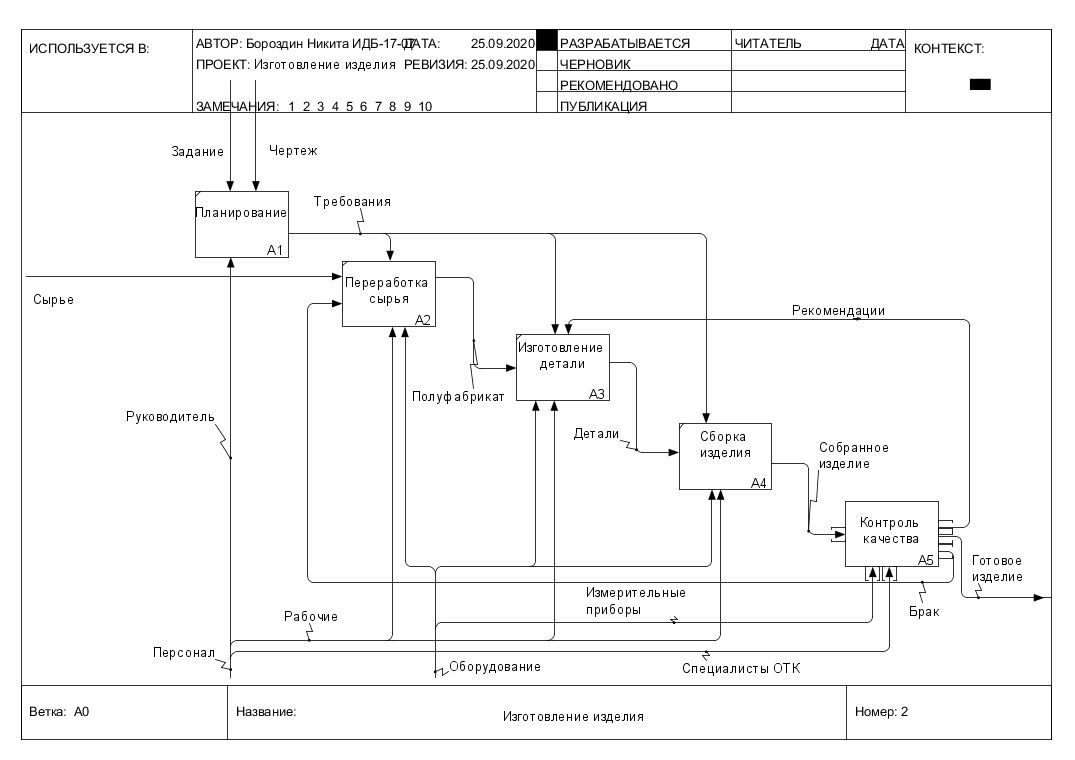 ИСПОЛЬЗУЕТСЯ В:
АВТОР: Бороздин Никита ИДБ-17-07
ДАТА: 25.09.2020
РАЗРАБАТЫВАЕТСЯ
ЧИТАТЕЛЬ ДАТА
КОНТЕКСТ:
ПРОЕКТ: Изготовление изделия
РЕВИЗИЯ: 25.09.2020
ЧЕРНОВИК
РЕКОМЕНДОВАНО
ЗАМЕЧАНИЯ: 1 2 3 4 5 6 7 8 9 10
ПУБЛИКАЦИЯ
Задание
Чертеж
Планирование
A1
Требования
Сырье
Переработка
сырья
A2
Рекомендации
Изготовление
детали
A3
Полуфабрикат
Руководитель
Детали
Сборка
изделия
A4
Собранное
изделие
Контроль
качества
A5
Готовое
изделие
Измерительные
приборы
Брак
Рабочие
Персонал
Оборудование
Специалисты ОТК
Ветка: A0
Название:
Изготовление изделия
Номер: 2